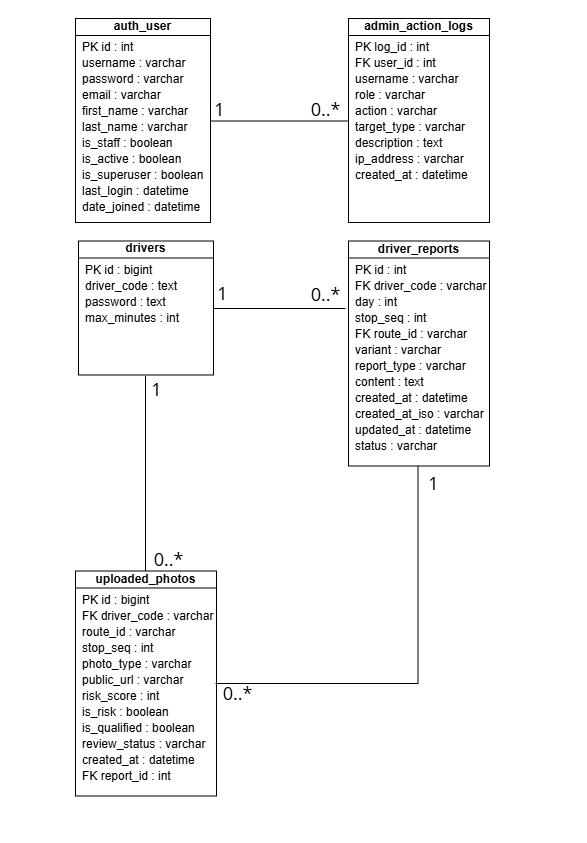 auth_user
PK id : int
username : varchar
password : varchar
email : varchar
first_name : varchar
last_name : varchar
is_staff : boolean
is_active : boolean
is_superuser : boolean
last_login : datetime
date_joined : datetime
1
0..*
admin_action_logs
PK log_id : int
FK user_id : int
username : varchar
role : varchar
action : varchar
target_type : varchar
description : text
ip_address : varchar
created_at : datetime
drivers
PK id : bigint
driver_code : text
password : text
max_minutes : int
1
0..*
driver_reports
PK id : int
FK driver_code : varchar
day : int
stop_seq : int
FK route_id : varchar
variant : varchar
report_type : varchar
content : text
created_at : datetime
created_at_iso : varchar
updated_at : datetime
status : varchar
1
0..*
1
uploaded_photos
PK id : bigint
FK driver_code : varchar
route_id : varchar
stop_seq : int
photo_type : varchar
public_url : varchar
risk_score : int
is_risk : boolean
is_qualified : boolean
review_status : varchar
created_at : datetime
FK report_id : int
0..*